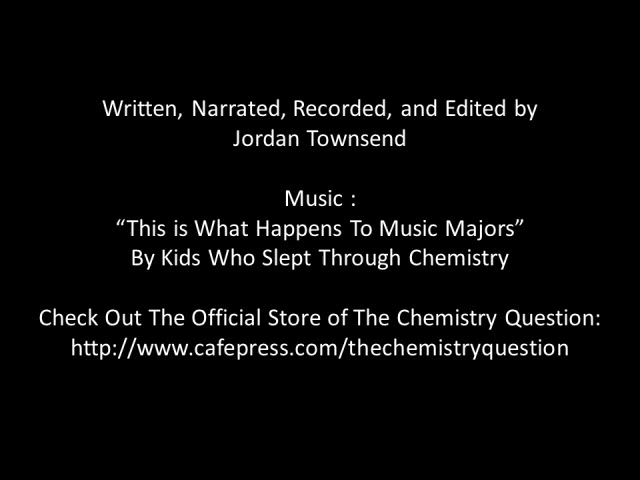 Written, Narrated, Recorded, and Edited by
Jordan Townsend
Music :
“This is What Happens To Music Majors”
By Kids Who Slept Through Chemistry
Check Out The Official Store of The Chemistry Question:
http://www.cafepress.com/thechemistryquestion